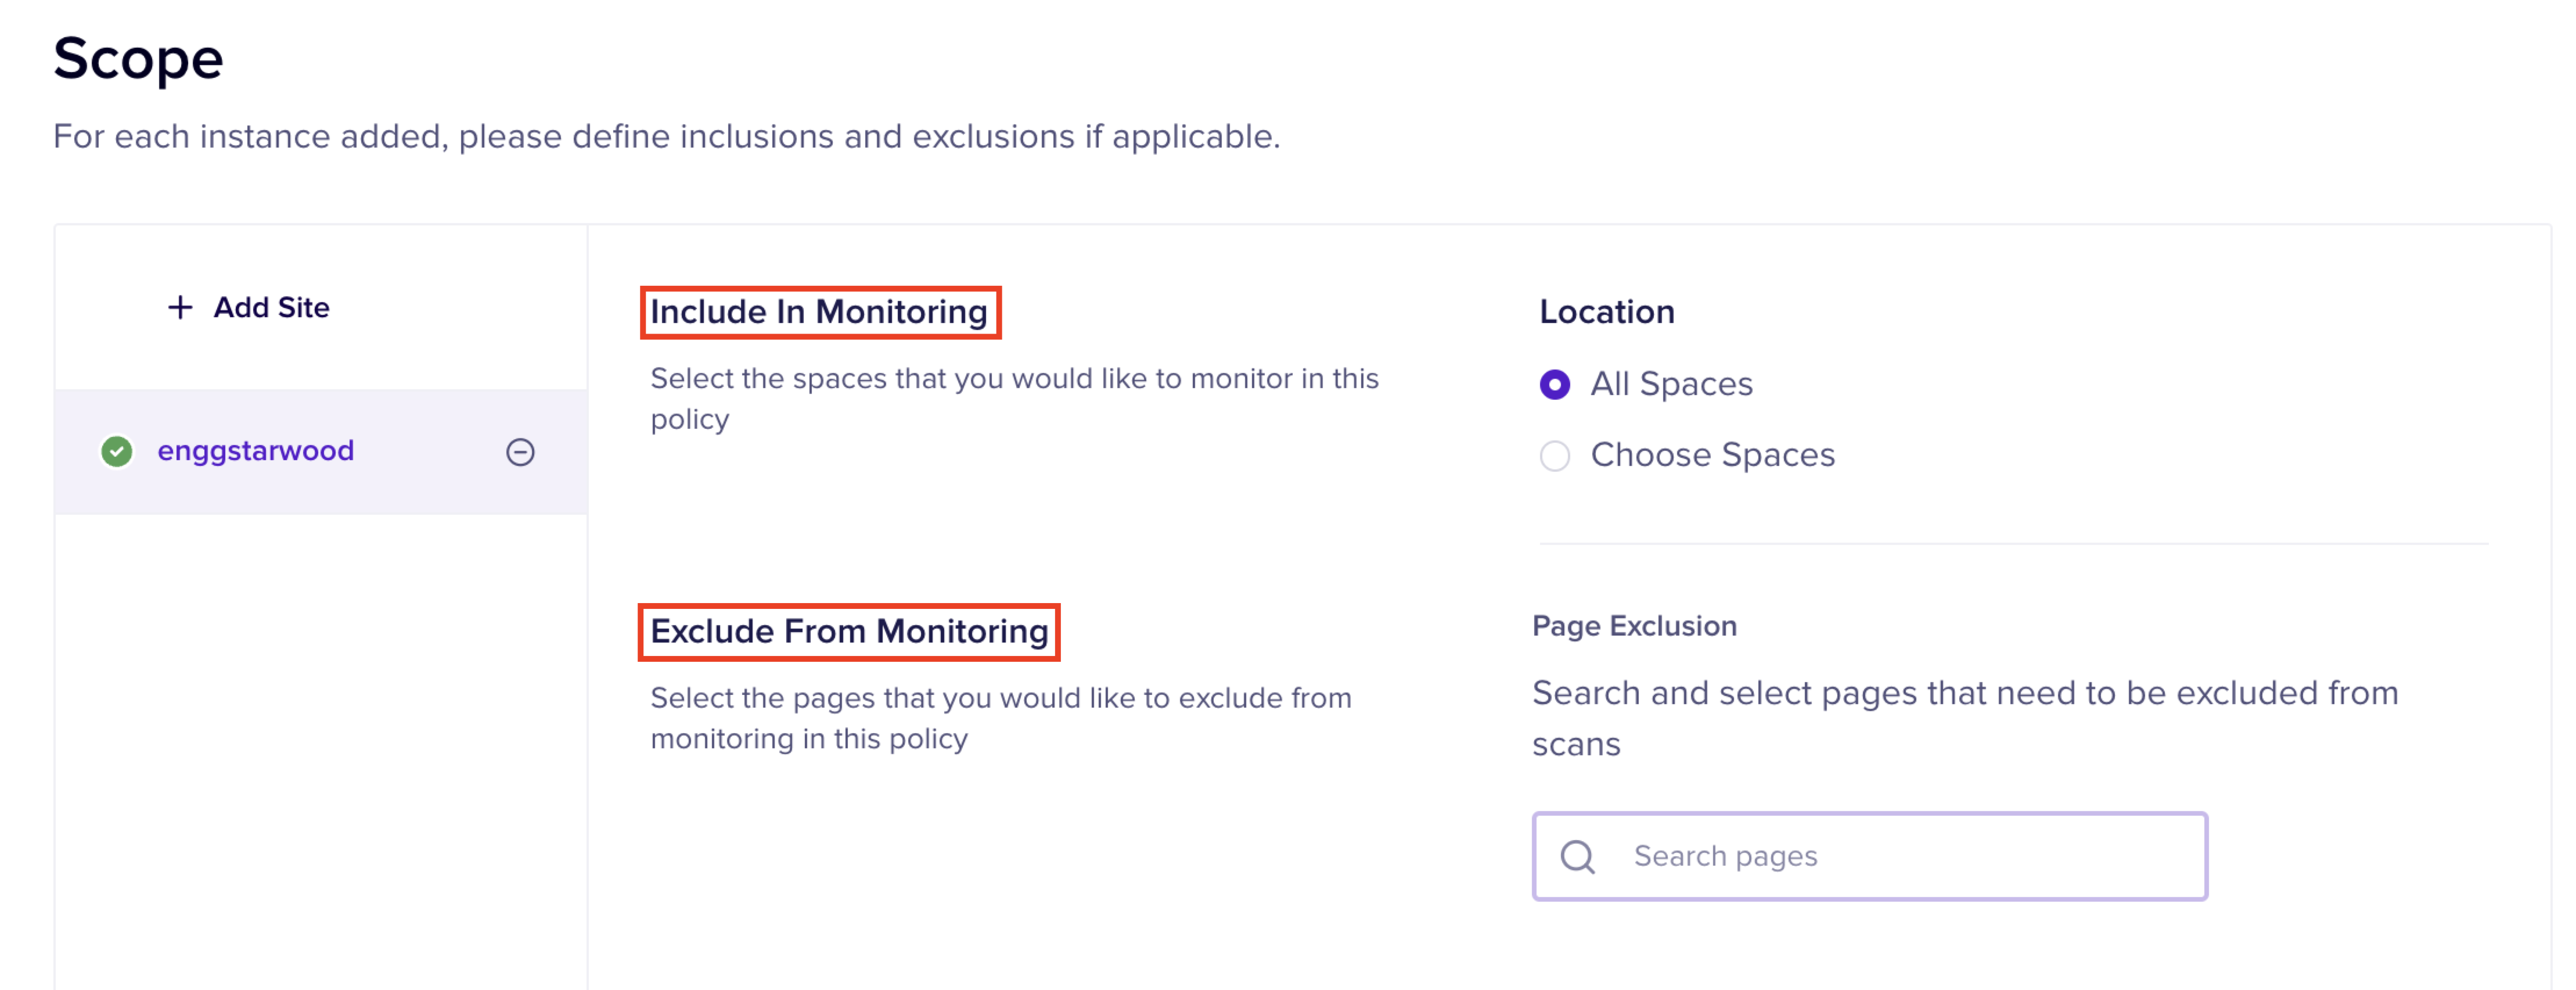 Scope
For each instance added, please define inclusions and exclusions if applicable.
+ Add Site
enggstarwood
Include In Monitoring
Select the spaces that you would like to monitor in this
policy
Location
All Spaces
Choose Spaces
Exclude From Monitoring
Select the pages that you would like to exclude from
monitoring in this policy
Page Exclusion
Search and select pages that need to be excluded from
scans
Search pages